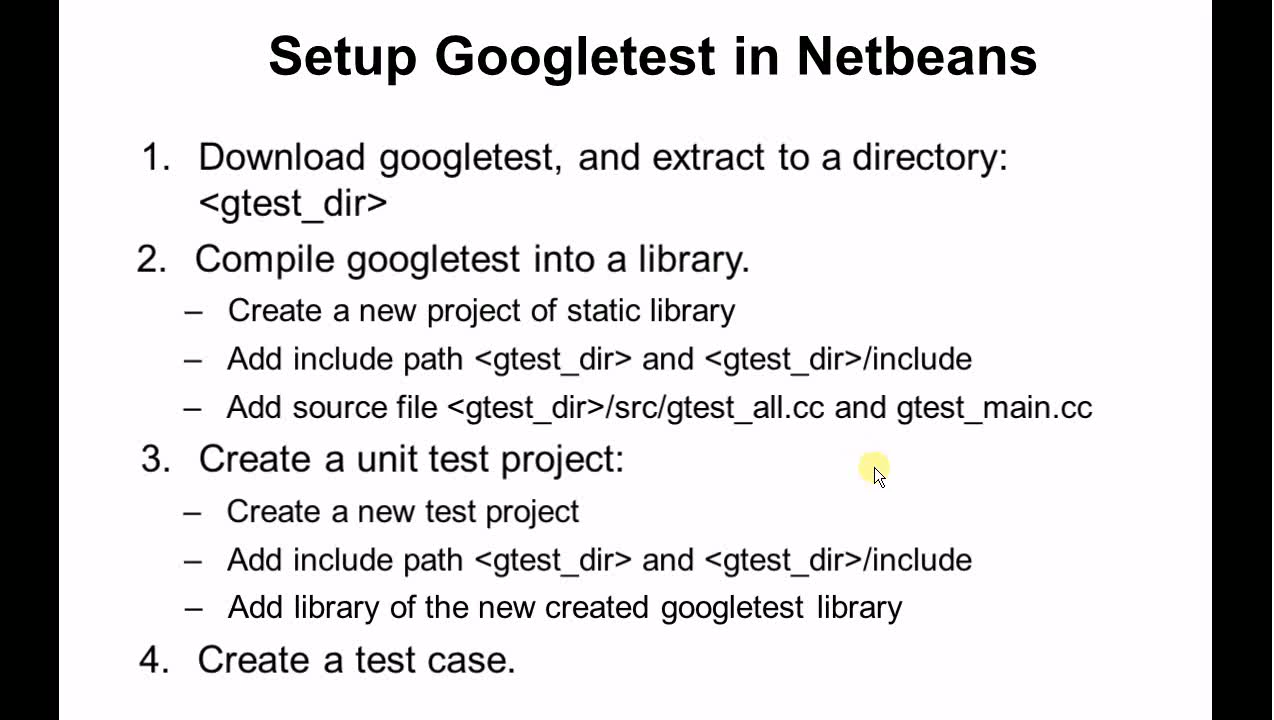 Setup Googletest in Netbeans
1. Download googletest, and extract to a directory:
<gtest_dir>
2. Compile googletest into a library.
– Create a new project of static library
– Add include path <gtest_dir> and <gtest_dir>/include
– Add source file <gtest_dir>/src/gtest_all.cc and gtest_main.cc
3. Create a unit test project:
– Create a new test project
– Add include path <gtest_dir> and <gtest_dir>/include
– Add library of the new created googletest library
4. Create a test case.